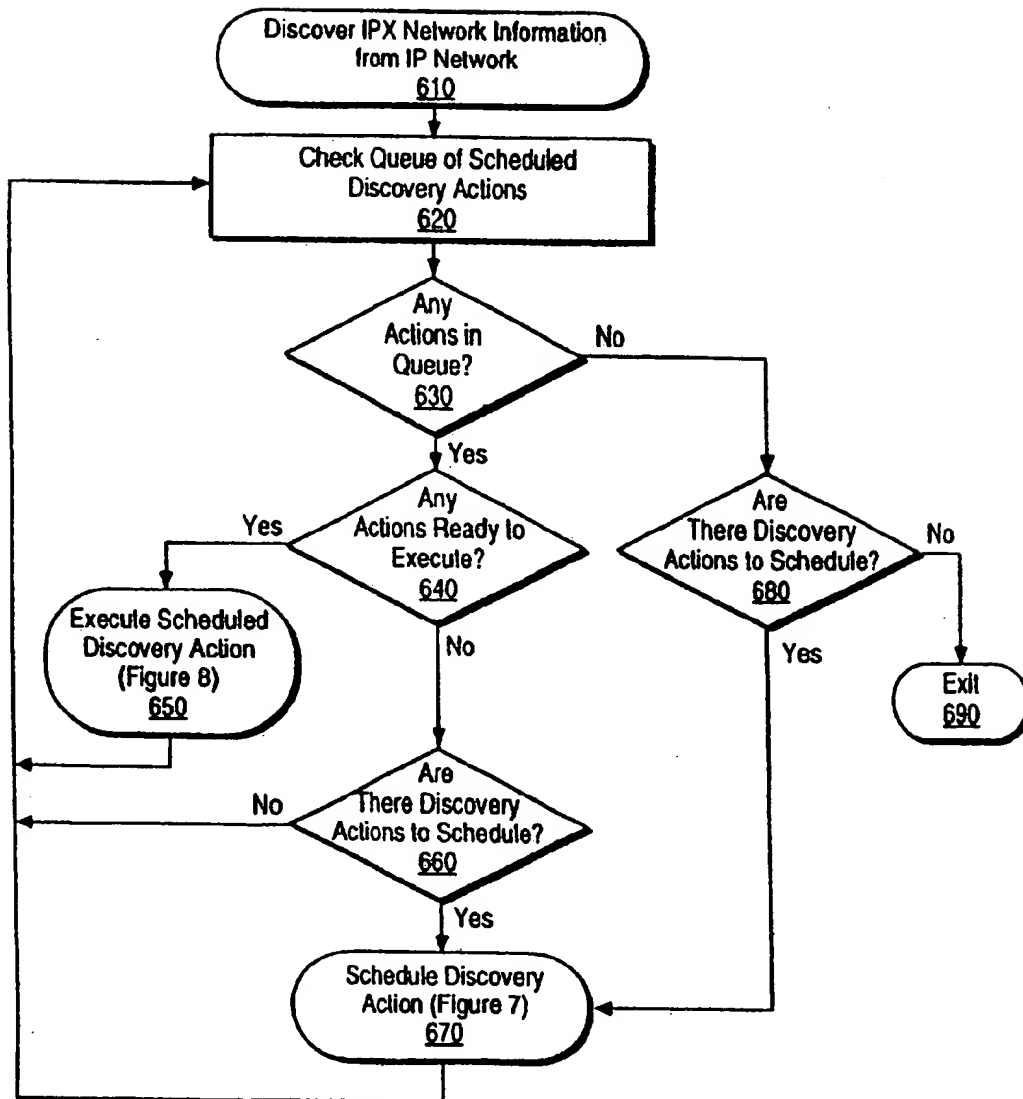 Discover IPX Network Information
from IP Network
610
Check Queue of Scheduled
Discovery Actions
620
Any
Actions in
Queue?
630
No
Yes
Any
Actions Ready to
Execute?
640
Yes
No
Are
There Discovery
Actions to Schedule?
680
No
Yes
Execute Scheduled
Discovery Action
(Figure 8)
650
Exit
690
Are
There Discovery
Actions to Schedule?
660
No
Yes
Schedule Discovery
Action (Figure 7)
670